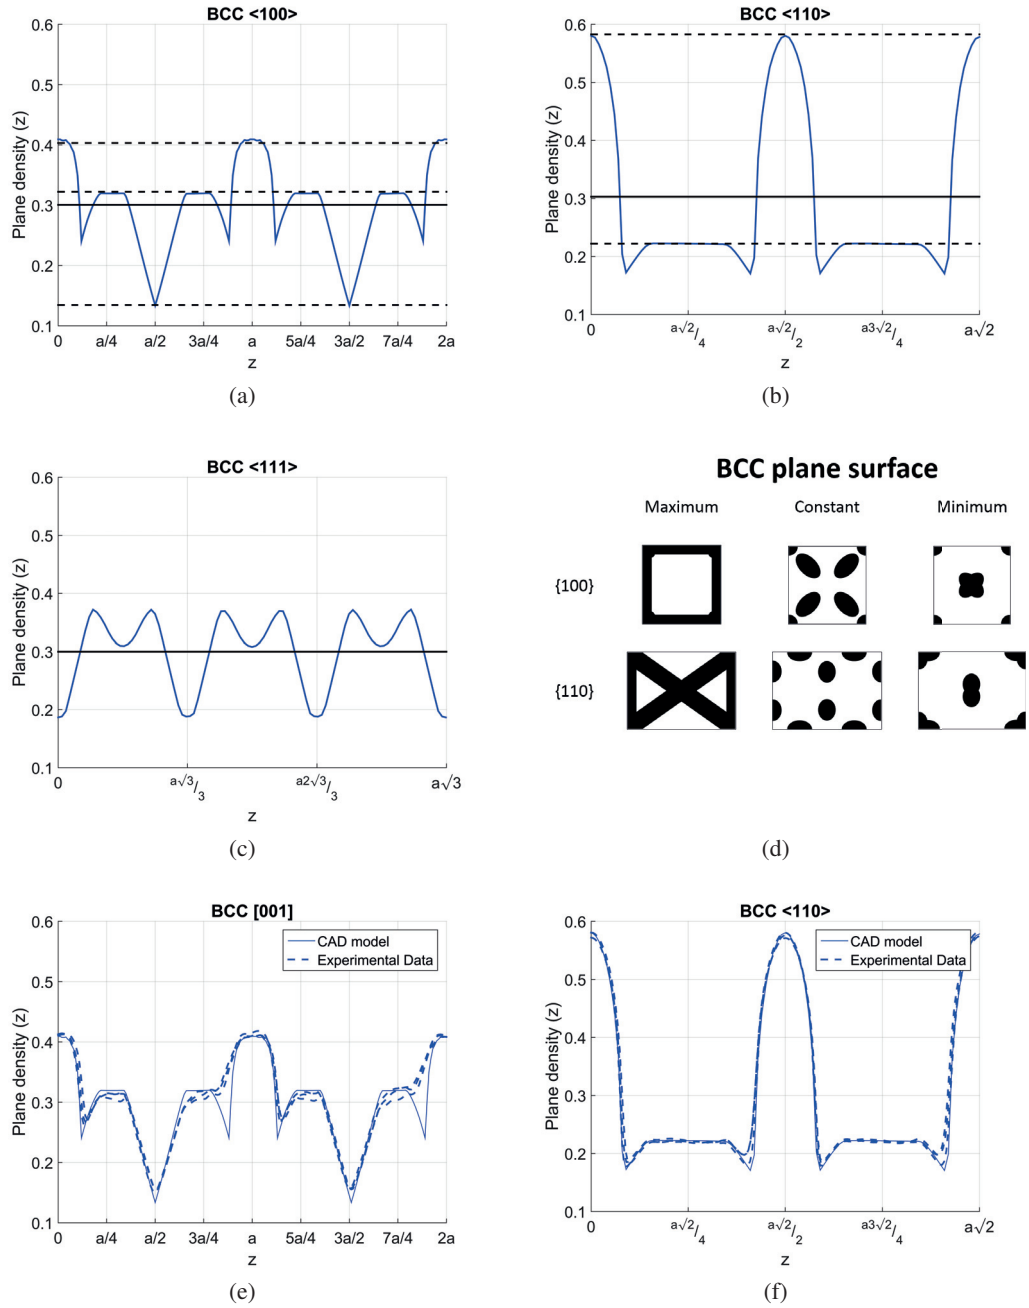 BCC <100>
Plane density (z)
0.6
0.5
0.4
0.3
0.2
0.1
0 a/4 a/2 3a/4 a 5a/4 3a/2 7a/4 2a
z
(a)
BCC <110>
Plane density (z)
0.6
0.5
0.4
0.3
0.2
0.1
0 a√2/4 a√2/2 a3√2/4 a√2
z
(b)
BCC <111>
Plane density (z)
0.6
0.5
0.4
0.3
0.2
0.1
0 a√3/3 a2√3/3 a√3
z
(c)
BCC plane surface
Maximum Constant Minimum
{100}
{110}
(d)
BCC [001]
Plane density (z)
0.6
0.5
0.4
0.3
0.2
0.1
CAD model
Experimental Data
0 a/4 a/2 3a/4 a 5a/4 3a/2 7a/4 2a
z
(e)
BCC <110>
Plane density (z)
0.6
0.5
0.4
0.3
0.2
0.1
CAD model
Experimental Data
0 a√2/4 a√2/2 a3√2/4 a√2
z
(f)